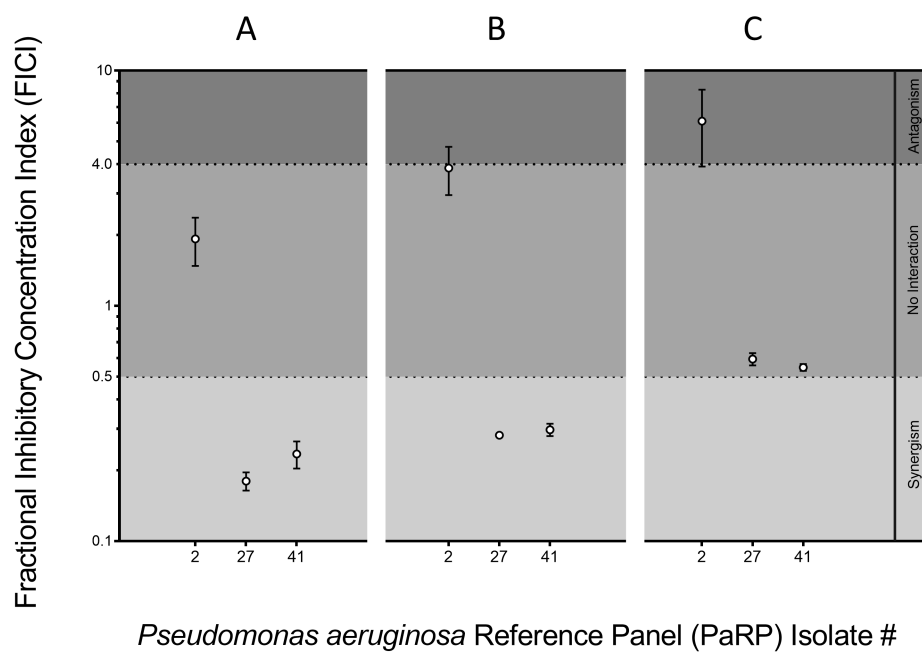 A B C
Fractional Inhibitory Concentration Index (FICI)
10
4.0
1
0.5
0.1
Antagonism
No Interaction
Synergism
2 27 41 2 27 41 2 27 41
Pseudomonas aeruginosa Reference Panel (PaRP) Isolate #